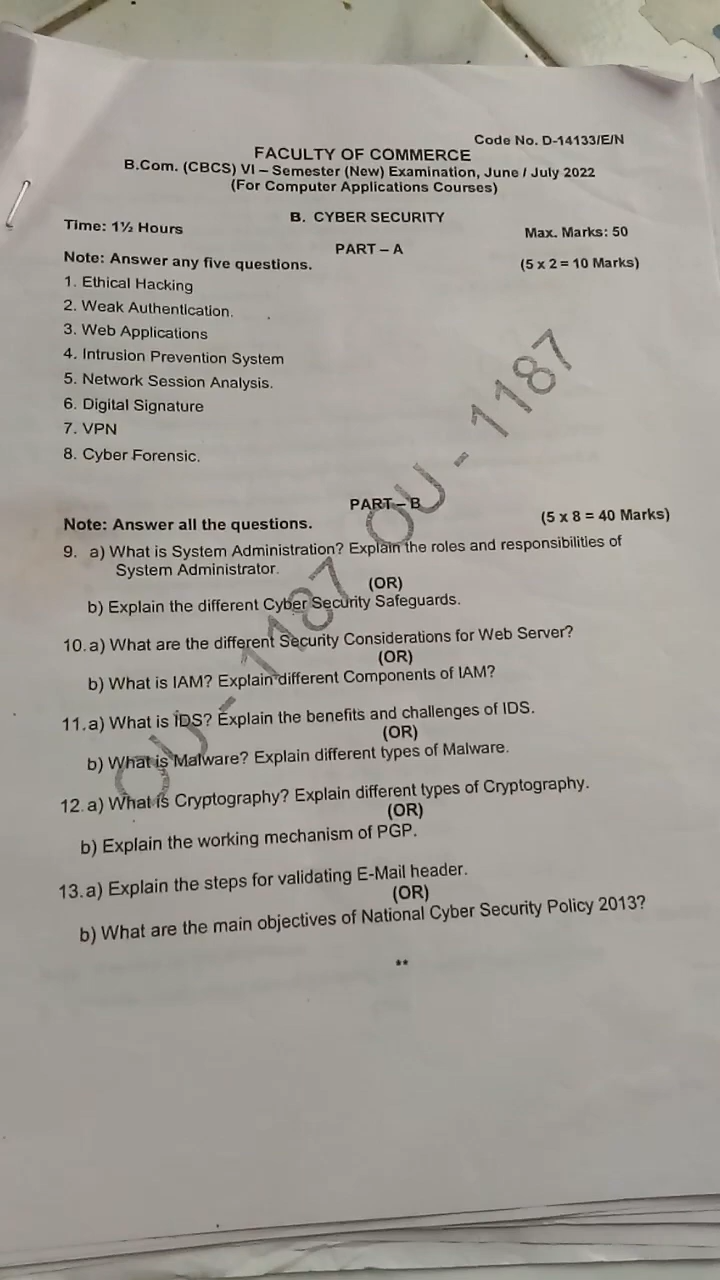 Code No. D-14133/E/N
FACULTY OF COMMERCE
B.Com. (CBCS) VI – Semester (New) Examination, June / July 2022
(For Computer Applications Courses)
B. CYBER SECURITY
Time: 1½ Hours
Max. Marks: 50
PART – A
Note: Answer any five questions.
(5 x 2 = 10 Marks)
1. Ethical Hacking
2. Weak Authentication.
3. Web Applications
4. Intrusion Prevention System
5. Network Session Analysis.
6. Digital Signature
7. VPN
8. Cyber Forensic.
PART – B
Note: Answer all the questions.
(5 x 8 = 40 Marks)
9. a) What is System Administration? Explain the roles and responsibilities of
System Administrator.
(OR)
b) Explain the different Cyber Security Safeguards.
10. a) What are the different Security Considerations for Web Server?
(OR)
b) What is IAM? Explain different Components of IAM?
11. a) What is IDS? Explain the benefits and challenges of IDS.
(OR)
b) What is Malware? Explain different types of Malware.
12. a) What is Cryptography? Explain different types of Cryptography.
(OR)
b) Explain the working mechanism of PGP.
13. a) Explain the steps for validating E-Mail header.
(OR)
b) What are the main objectives of National Cyber Security Policy 2013?
**
OU - 1187 OU - 1187